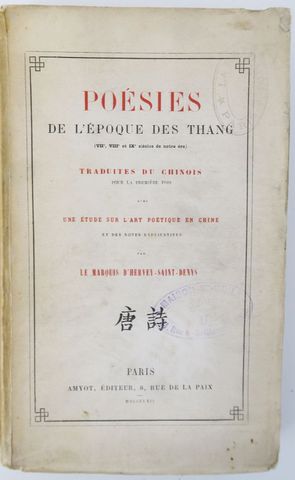 POÉSIES
DE L'ÉPOQUE DES THANG
(VIIe, VIIIe et IXe siècles de notre ère)
TRADUITES DU CHINOIS
POUR LA PREMIÈRE FOIS
AVEC
UNE ÉTUDE SUR L'ART POÉTIQUE EN CHINE
ET DES NOTES EXPLICATIVES
PAR
LE MARQUIS D'HERVEY-SAINT-DENYS
唐詩
PARIS
AMYOT, ÉDITEUR, 8, RUE DE LA PAIX
MDCCCLXII